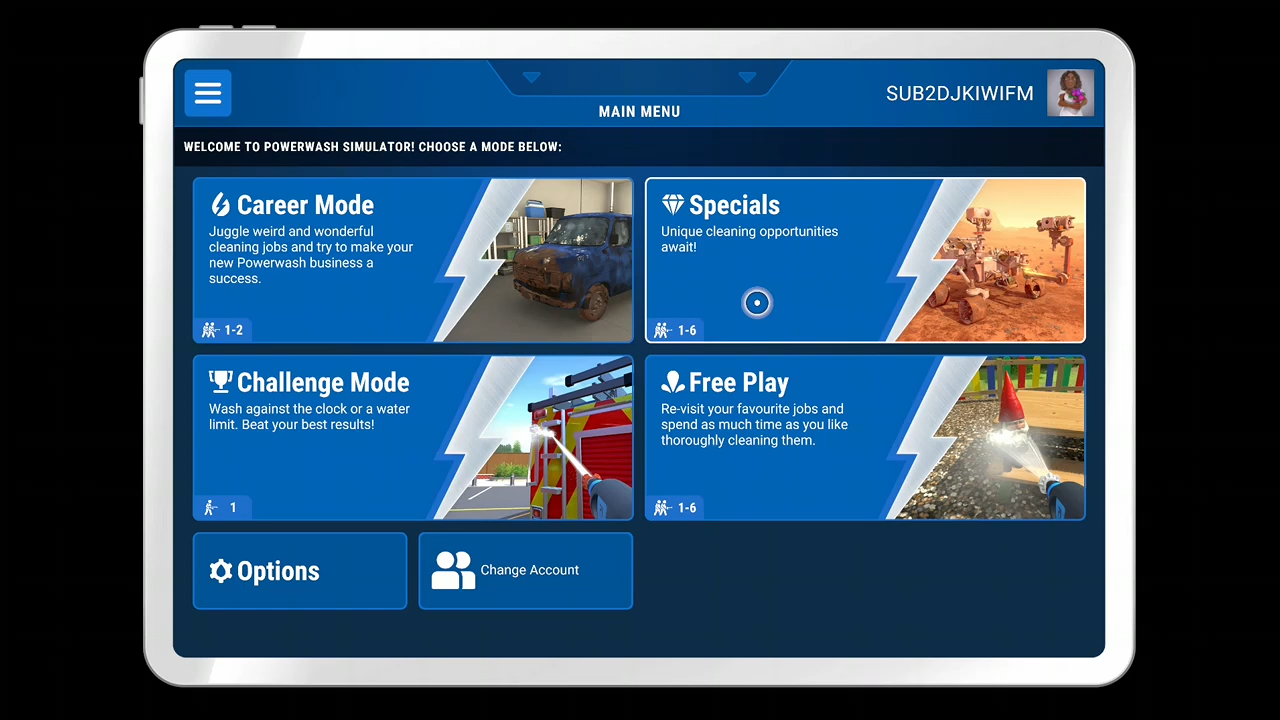 SUB2DJKIWIFM
MAIN MENU
WELCOME TO POWERWASH SIMULATOR! CHOOSE A MODE BELOW:
Career Mode
Juggle weird and wonderful
cleaning jobs and try to make your
new Powerwash business a
success.
1-2
Specials
Unique cleaning opportunities
await!
1-6
Challenge Mode
Wash against the clock or a water
limit. Beat your best results!
1
Free Play
Re-visit your favourite jobs and
spend as much time as you like
thoroughly cleaning them.
1-6
Options
Change Account